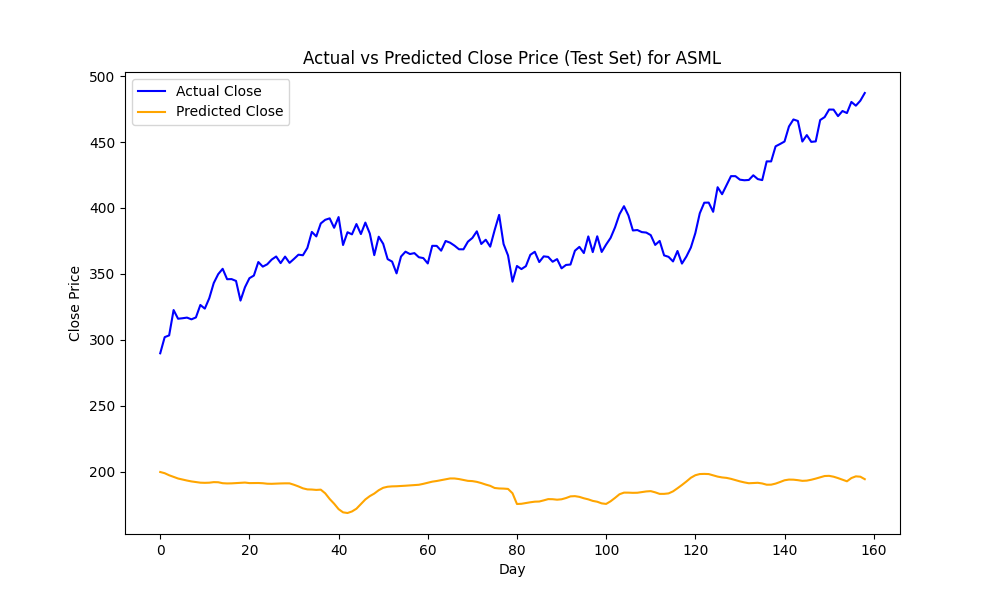 Actual vs Predicted Close Price (Test Set) for ASML
Actual Close
Predicted Close
Close Price
500
450
400
350
300
250
200
0 20 40 60 80 100 120 140 160
Day